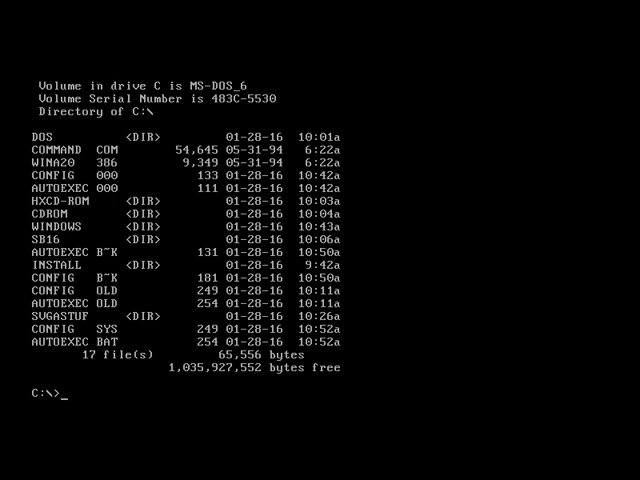 Volume in drive C is MS-DOS_6
Volume Serial Number is 483C-5530
Directory of C:\
DOS          <DIR>         01-28-16  10:01a
COMMAND  COM        54,645 05-31-94   6:22a
WINA20   386         9,349 05-31-94   6:22a
CONFIG   000           133 01-28-16  10:42a
AUTOEXEC 000           111 01-28-16  10:42a
HXCD-ROM     <DIR>         01-28-16  10:03a
CDROM        <DIR>         01-28-16  10:04a
WINDOWS      <DIR>         01-28-16  10:43a
SB16         <DIR>         01-28-16  10:06a
AUTOEXEC B~K           131 01-28-16  10:50a
INSTALL      <DIR>         01-28-16   9:42a
CONFIG   B~K           181 01-28-16  10:50a
CONFIG   OLD           249 01-28-16  10:11a
AUTOEXEC OLD           254 01-28-16  10:11a
SVGASTUF     <DIR>         01-28-16  10:26a
CONFIG   SYS           249 01-28-16  10:52a
AUTOEXEC BAT           254 01-28-16  10:52a
17 file(s)         65,556 bytes
1,035,927,552 bytes free
C:\>_